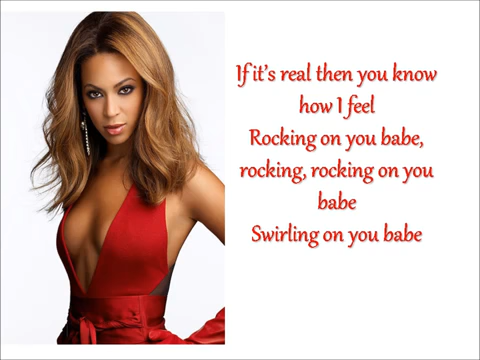 If it's real then you know
how I feel
Rocking on you babe,
rocking, rocking on you
babe
Swirling on you babe